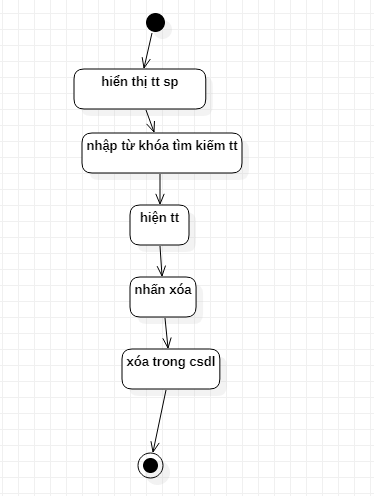 hiển thị tt sp
nhập từ khóa tìm kiếm tt
hiện tt
nhấn xóa
xóa trong csdl